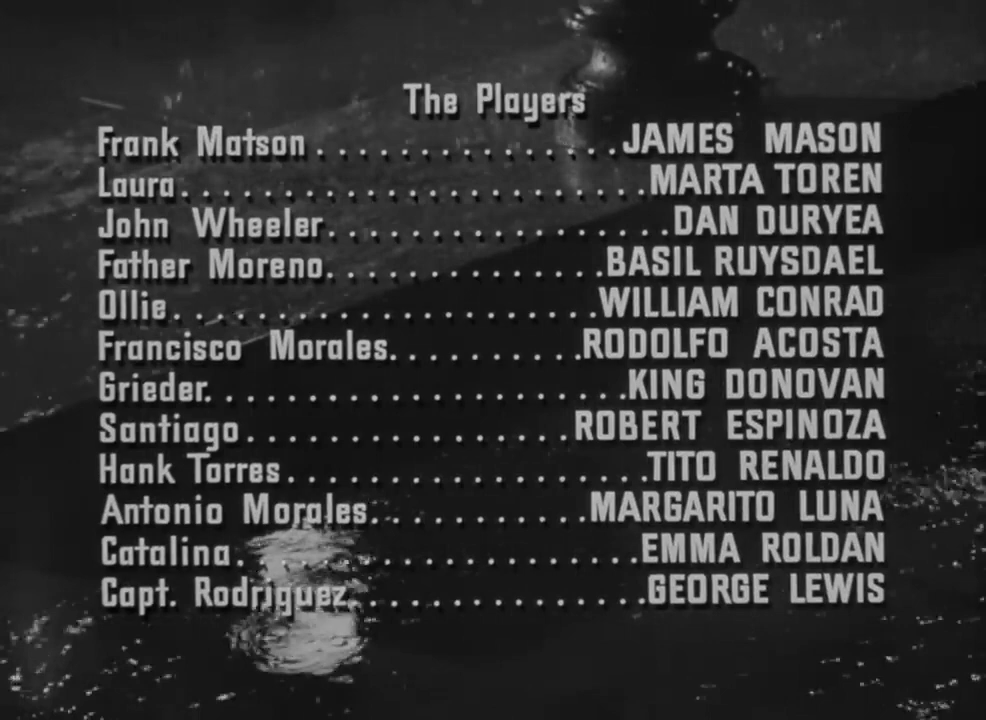 The Players
Frank Matson...............JAMES MASON
Laura.......................MARTA TOREN
John Wheeler.................DAN DURYEA
Father Moreno..............BASIL RUYSDAEL
Ollie.....................WILLIAM CONRAD
Francisco Morales..........RODOLFO ACOSTA
Grieder.....................KING DONOVAN
Santiago................ROBERT ESPINOZA
Hank Torres..................TITO RENALDO
Antonio Morales...........MARGARITO LUNA
Catalina....................EMMA ROLDAN
Capt. Rodriguez..............GEORGE LEWIS